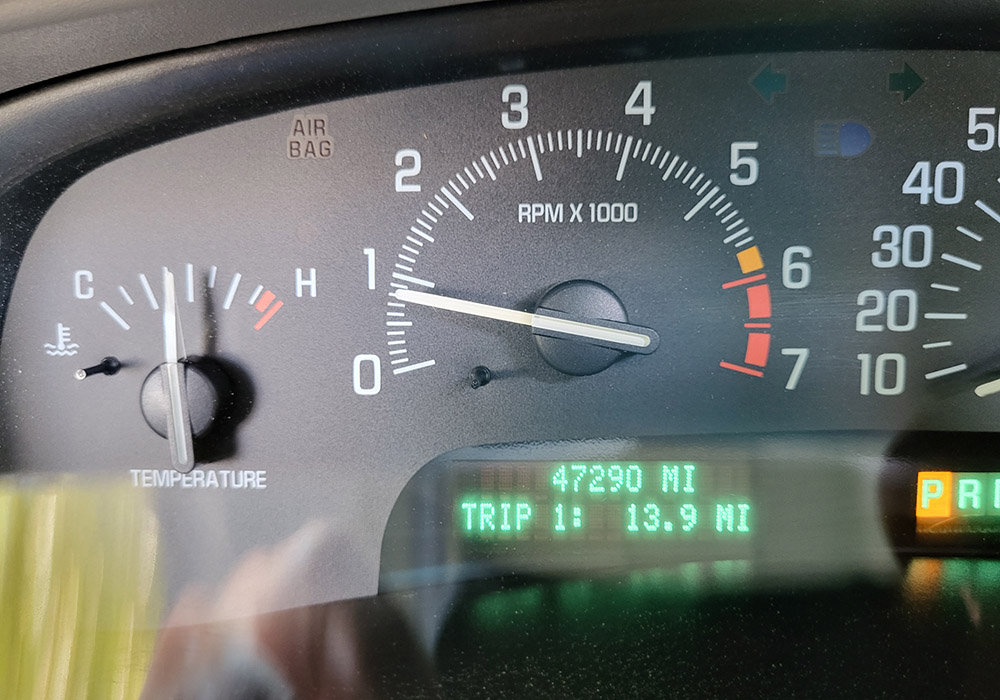 AIR
BAG
C
H
TEMPERATURE
0
1
2
3
4
5
6
7
RPM X 1000
10
20
30
40
47290 MI
TRIP 1: 13.9 MI
P R